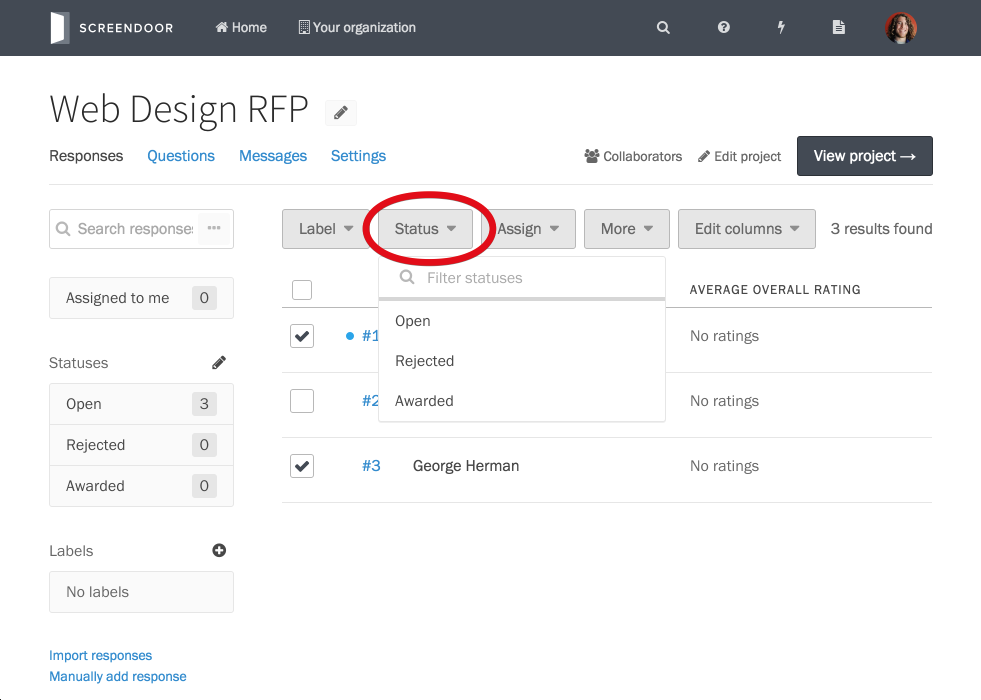 SCREENDOOR Home Your organization
Web Design RFP
Responses Questions Messages Settings Collaborators Edit project View project →
Search response ··· Label Status Assign More Edit columns 3 results found
Filter statuses
Assigned to me 0 AVERAGE OVERALL RATING
Open
#1 No ratings
Statuses Rejected
Open 3 #2 Awarded No ratings
Rejected 0
#3 George Herman No ratings
Awarded 0
Labels
No labels
Import responses
Manually add response